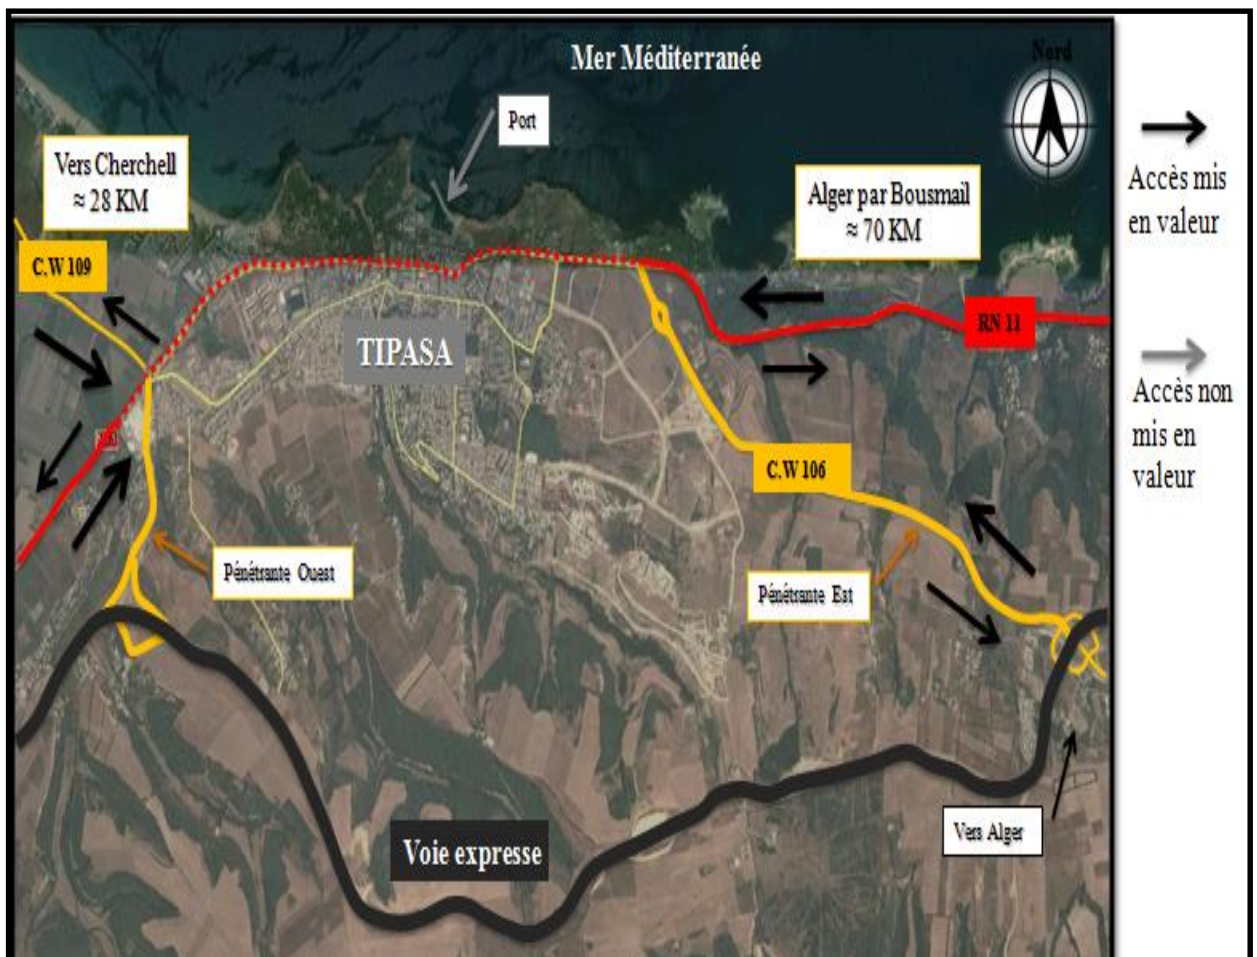 Mer Méditerranée
Nord
Port
Vers Cherchell
≈ 28 KM
Alger par Bousmail
≈ 70 KM
Accès mis
en valeur
C.W 109
RN 11
TIPASA
Accès non
mis en
valeur
C.W 106
Pénétrante Ouest
Pénétrante Est
Vers Alger
Voie expresse